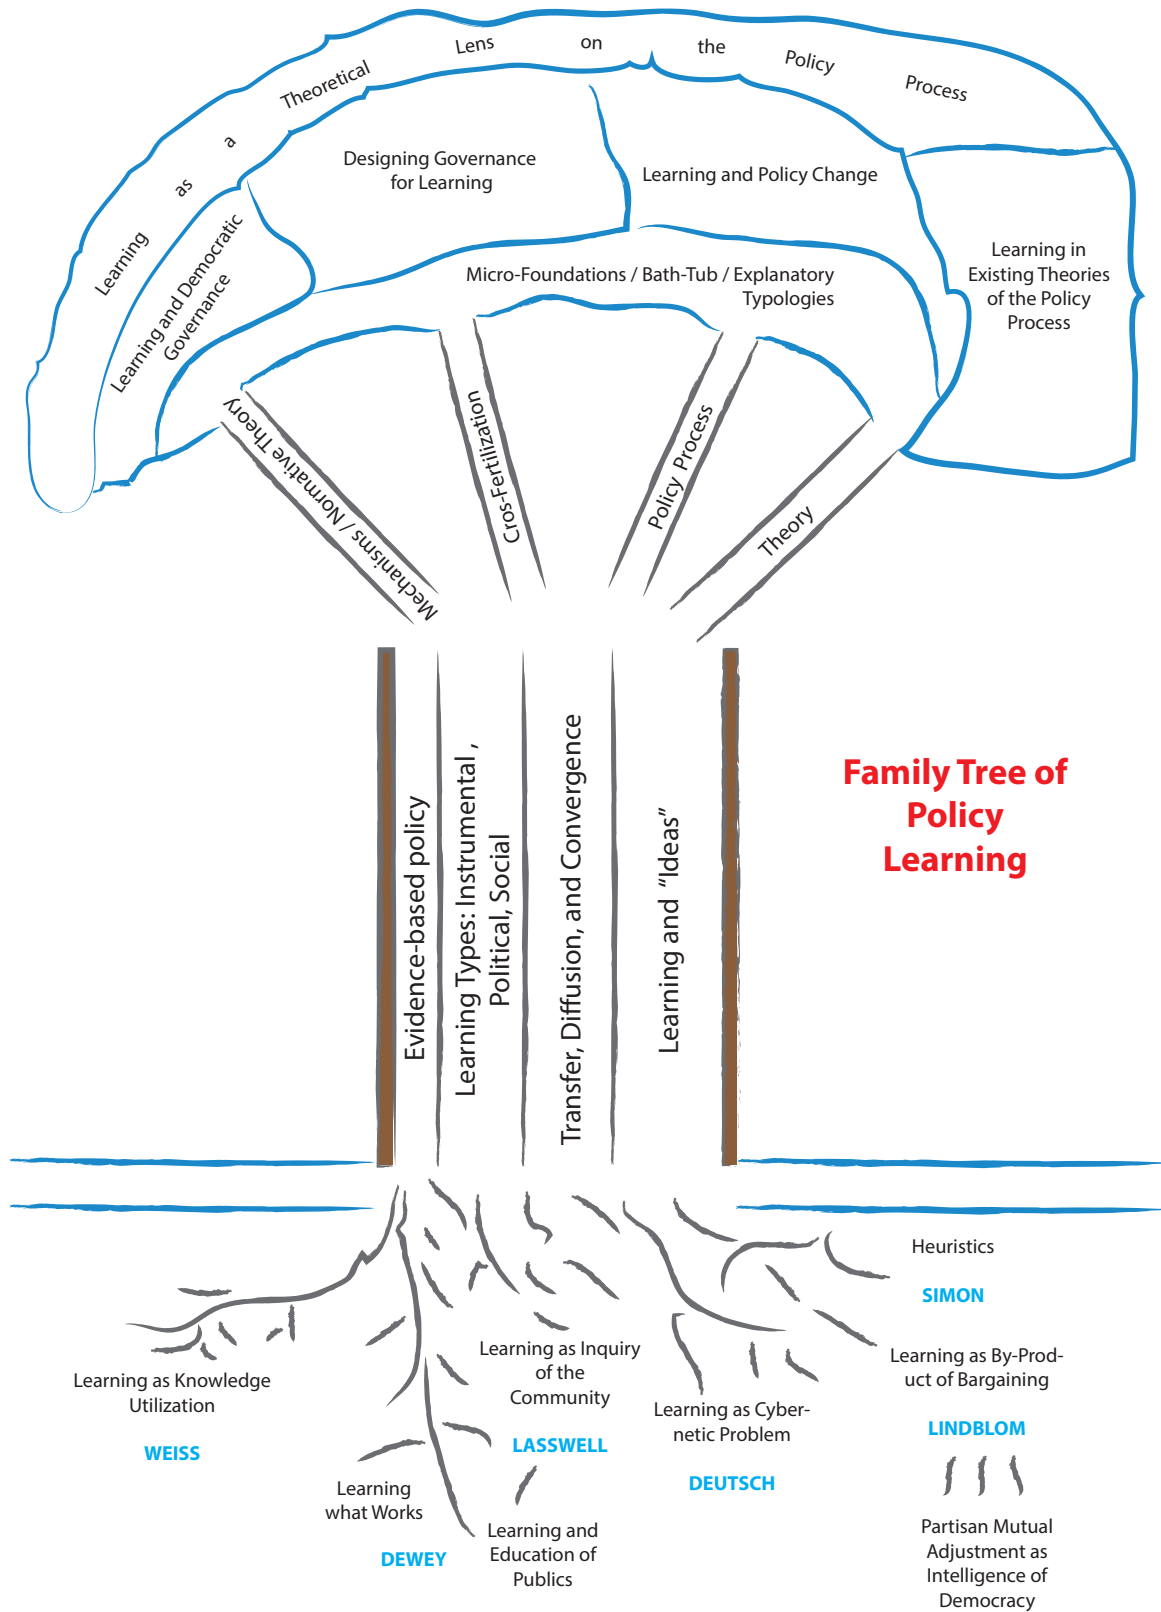 Learning as a Theoretical Lens on the Policy Process
Designing Governance
for Learning
Learning and Policy Change
Learning and Democratic
Governance
Micro-Foundations / Bath-Tub / Explanatory
Typologies
Learning in
Existing Theories
of the Policy
Process
Mechanisms / Normative Theory
Cros-Fertilization
Policy Process
Theory
Evidence-based policy
Learning Types: Instrumental ,
Political, Social
Transfer, Diffusion, and Convergence
Learning and "Ideas"
Family Tree of
Policy
Learning
Heuristics
SIMON
Learning as Knowledge
Utilization
WEISS
Learning as Inquiry
of the
Community
LASSWELL
Learning as Cyber-
netic Problem
DEUTSCH
Learning as By-Prod-
uct of Bargaining
LINDBLOM
Learning
what Works
DEWEY
Learning and
Education of
Publics
Partisan Mutual
Adjustment as
Intelligence of
Democracy